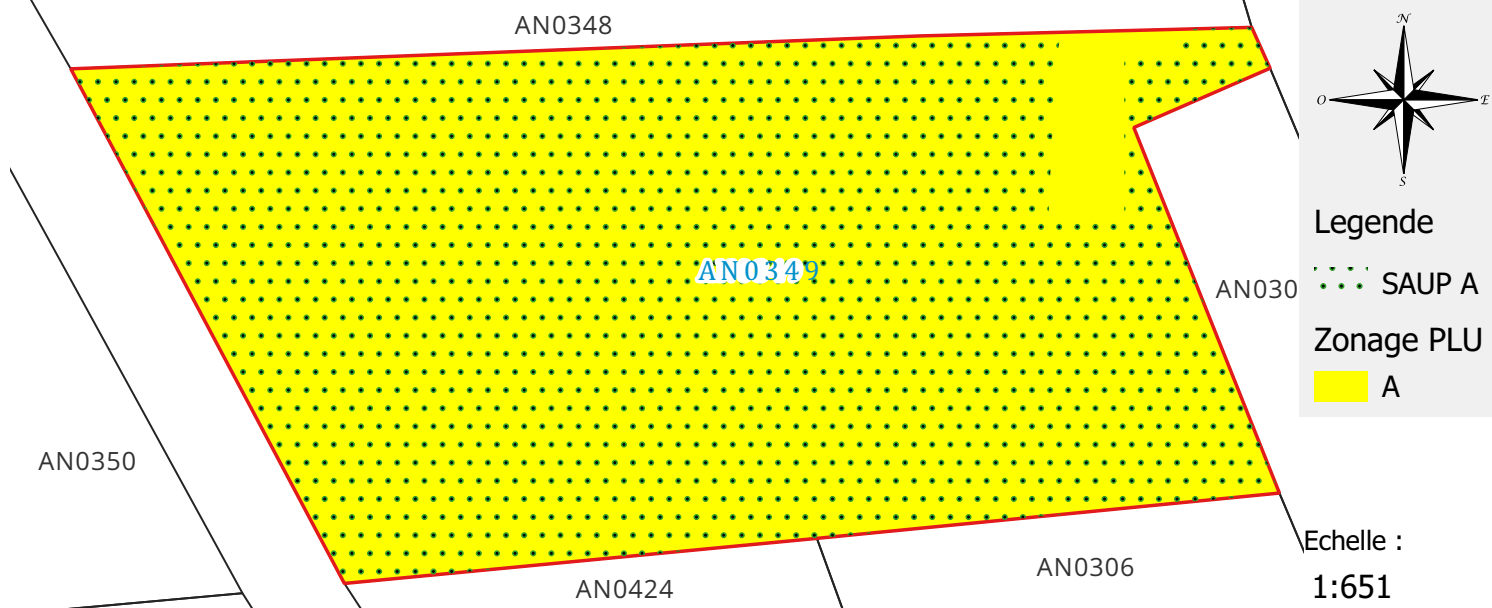 AN0348
AN0349
AN030
AN0350
AN0424
AN0306
N
O
E
S
Legende
SAUP A
Zonage PLU
A
Echelle :
1:651